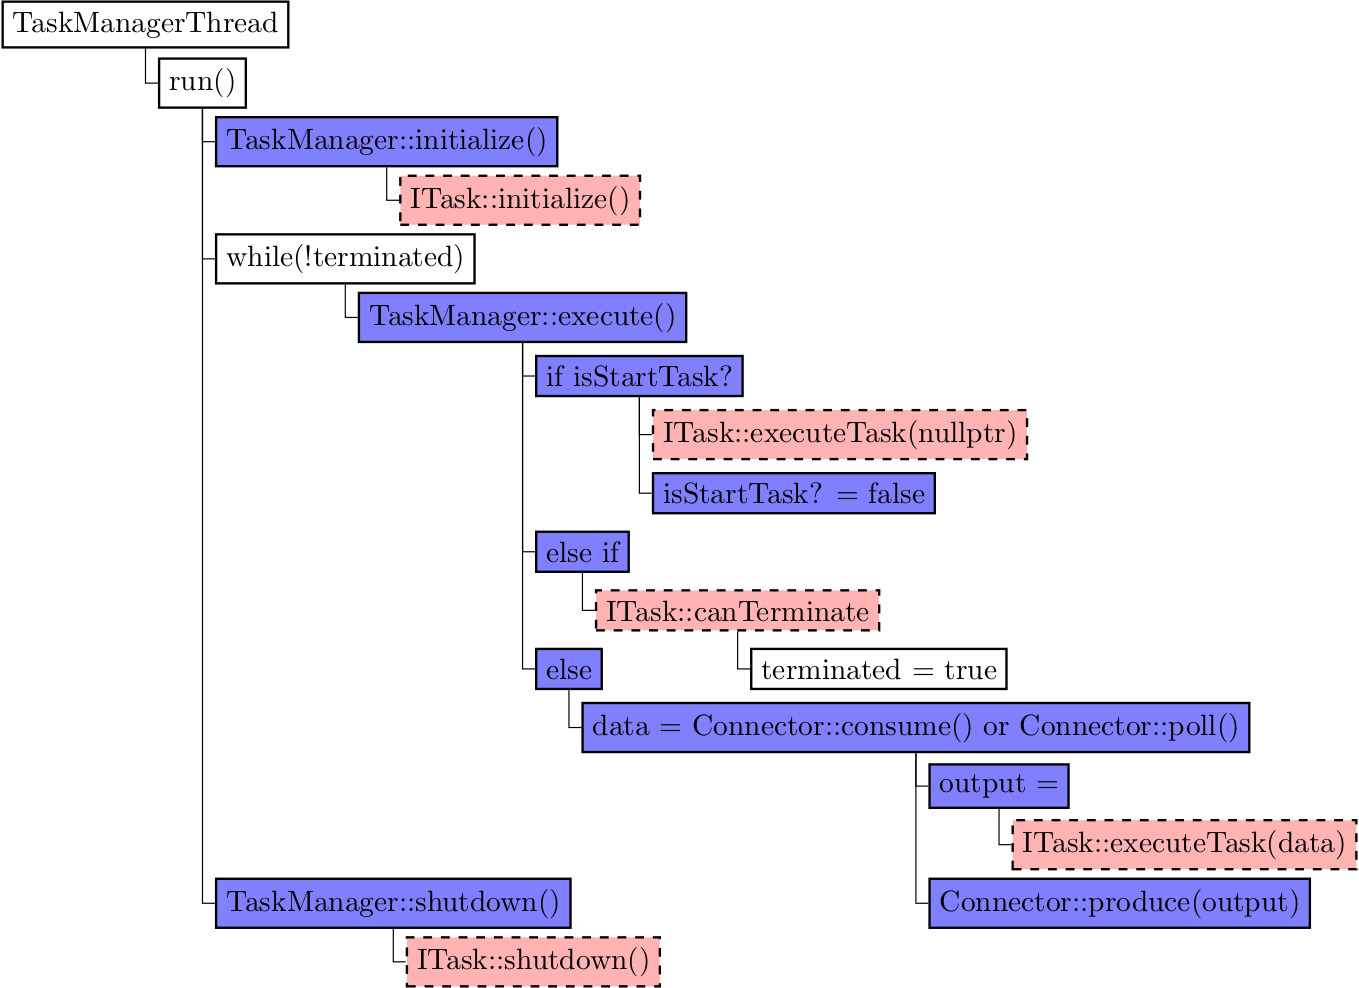 TaskManagerThread
run()
TaskManager::initialize()
ITask::initialize()
while(!terminated)
TaskManager::execute()
if isStartTask?
ITask::executeTask(nullptr)
isStartTask? = false
else if
ITask::canTerminate
terminated = true
else
data = Connector::consume() or Connector::poll()
output =
ITask::executeTask(data)
Connector::produce(output)
TaskManager::shutdown()
ITask::shutdown()